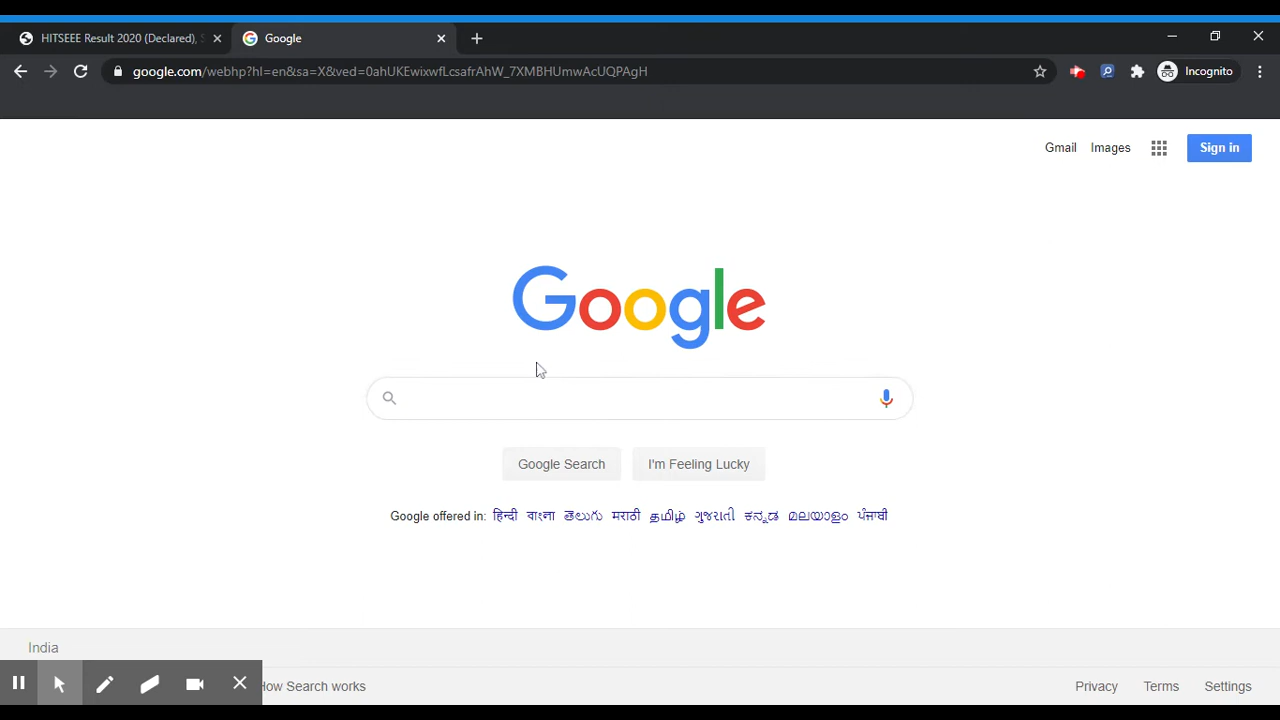 HITSEEE Result 2020 (Declared),
Google
google.com/webhp?hl=en&sa=X&ved=0ahUKEwixwfLcsafrAhW_7XMBHUmwAcUQPAgH
Incognito
Gmail Images
Sign in
Google
Google Search I'm Feeling Lucky
Google offered in: हिन्दी বাংলা తెలుగు मराठी தமிழ் ગુજરાતી ಕನ್ನಡ മലയാളം ਪੰਜਾਬੀ
India
How Search works
Privacy Terms Settings